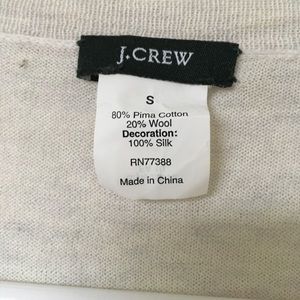 J.CREW
S
80% Pima Cotton
20% Wool
Decoration:
100% Silk
RN77388
Made in China